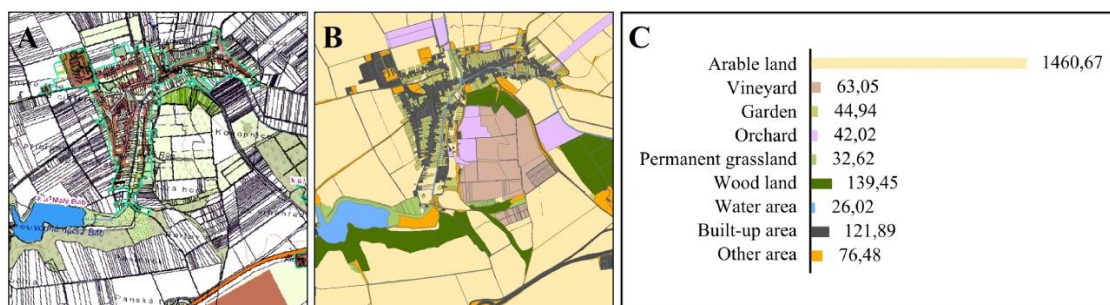 A
B
C
Arable land 1460,67
Vineyard 63,05
Garden 44,94
Orchard 42,02
Permanent grassland 32,62
Wood land 139,45
Water area 26,02
Built-up area 121,89
Other area 76,48